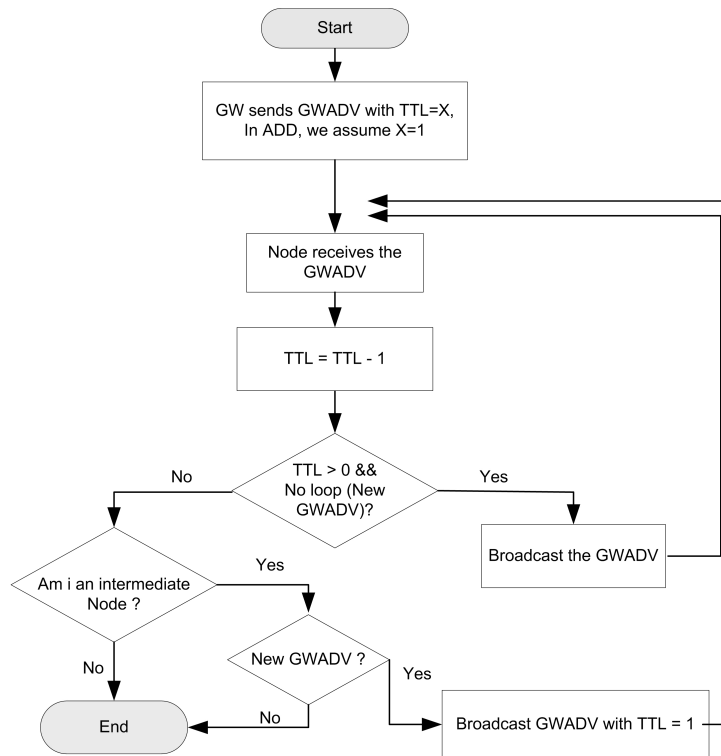 Start
GW sends GWADV with TTL=X,
In ADD, we assume X=1
Node receives the
GWADV
TTL = TTL - 1
No
TTL > 0 &&
No loop (New
GWADV)?
Yes
Broadcast the GWADV
Am i an intermediate
Node ?
Yes
New GWADV ?
No
Yes
No
End
Broadcast GWADV with TTL = 1